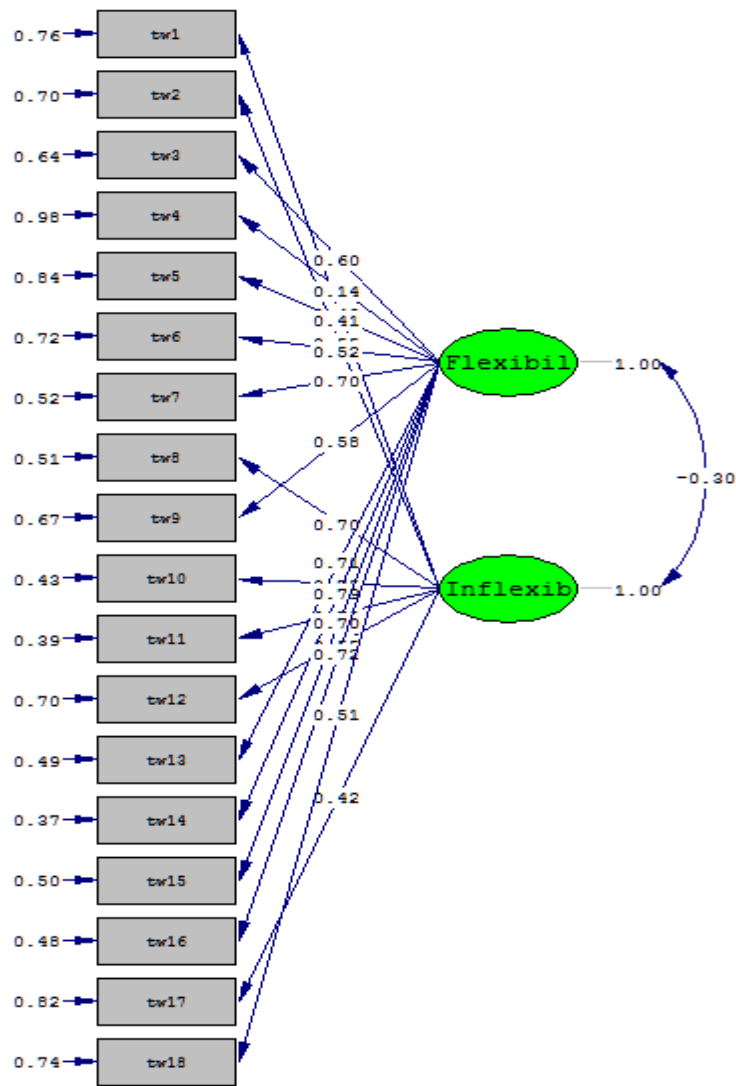 0.76 tw1
0.70 tw2
0.64 tw3
0.98 tw4
0.84 tw5
0.72 tw6
0.52 tw7
0.51 tw8
0.67 tw9
0.43 tw10
0.39 tw11
0.70 tw12
0.49 tw13
0.37 tw14
0.50 tw15
0.48 tw16
0.82 tw17
0.74 tw18
0.60
0.14
0.41
0.52
0.70
0.58
0.70
0.71
0.79
0.70
0.72
0.51
0.42
Flexibil 1.00
-0.30
Inflexib 1.00